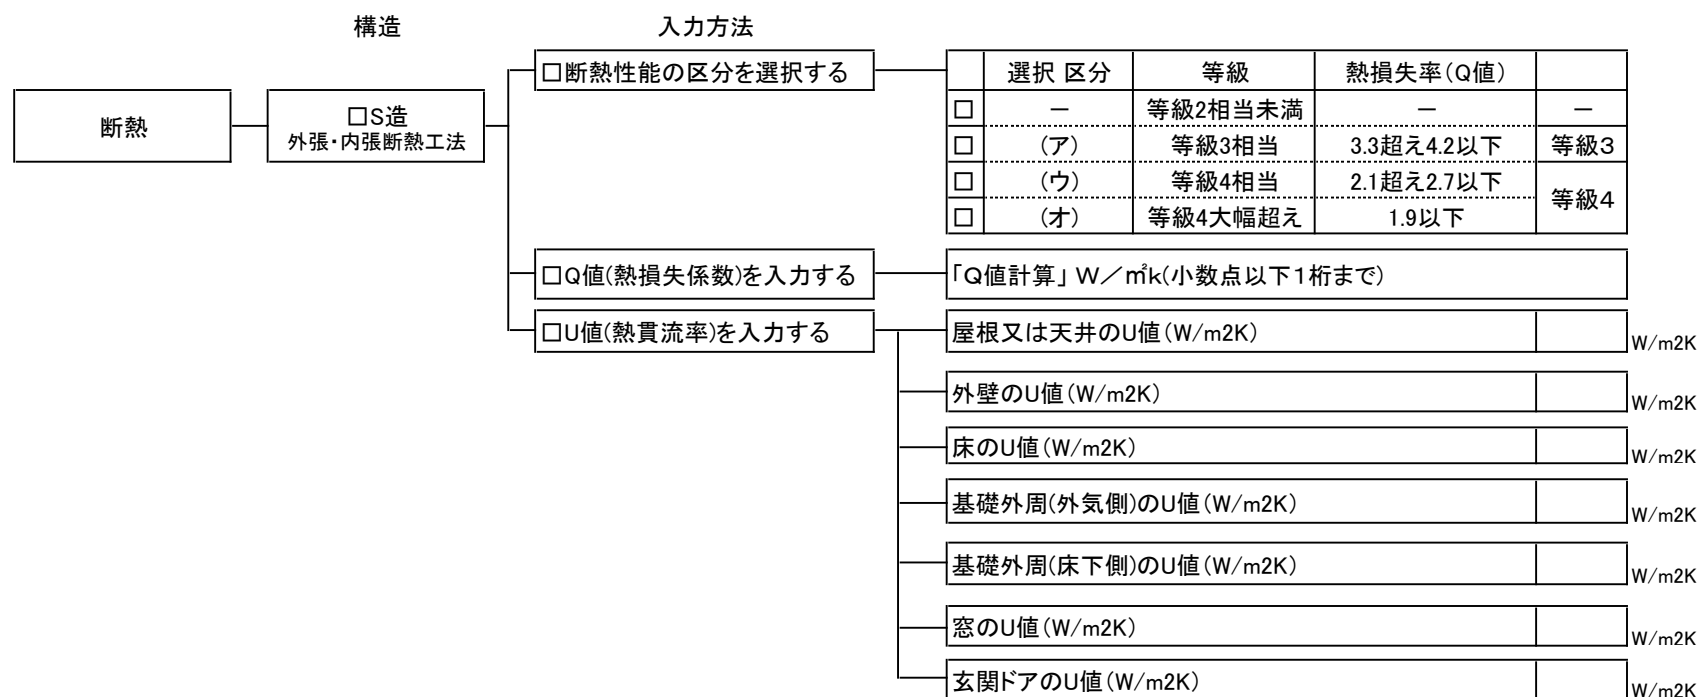 構造 入力方法
断熱
□S造
外張・内張断熱工法
□断熱性能の区分を選択する
選択 区分 等級 熱損失率(Q値)
□ － 等級2相当未満 － －
□ (ア) 等級3相当 3.3超え4.2以下 等級３
□ (ウ) 等級4相当 2.1超え2.7以下
等級４
□ (オ) 等級4大幅超え 1.9以下
□Q値(熱損失係数)を入力する 「Ｑ値計算」 Ｗ／㎡k(小数点以下１桁まで)
□U値(熱貫流率)を入力する 屋根又は天井のU値(W/m2K) W/m2K
外壁のU値(W/m2K) W/m2K
床のU値(W/m2K) W/m2K
基礎外周(外気側)のU値(W/m2K) W/m2K
基礎外周(床下側)のU値(W/m2K) W/m2K
窓のU値(W/m2K) W/m2K
玄関ドアのU値(W/m2K) W/m2K